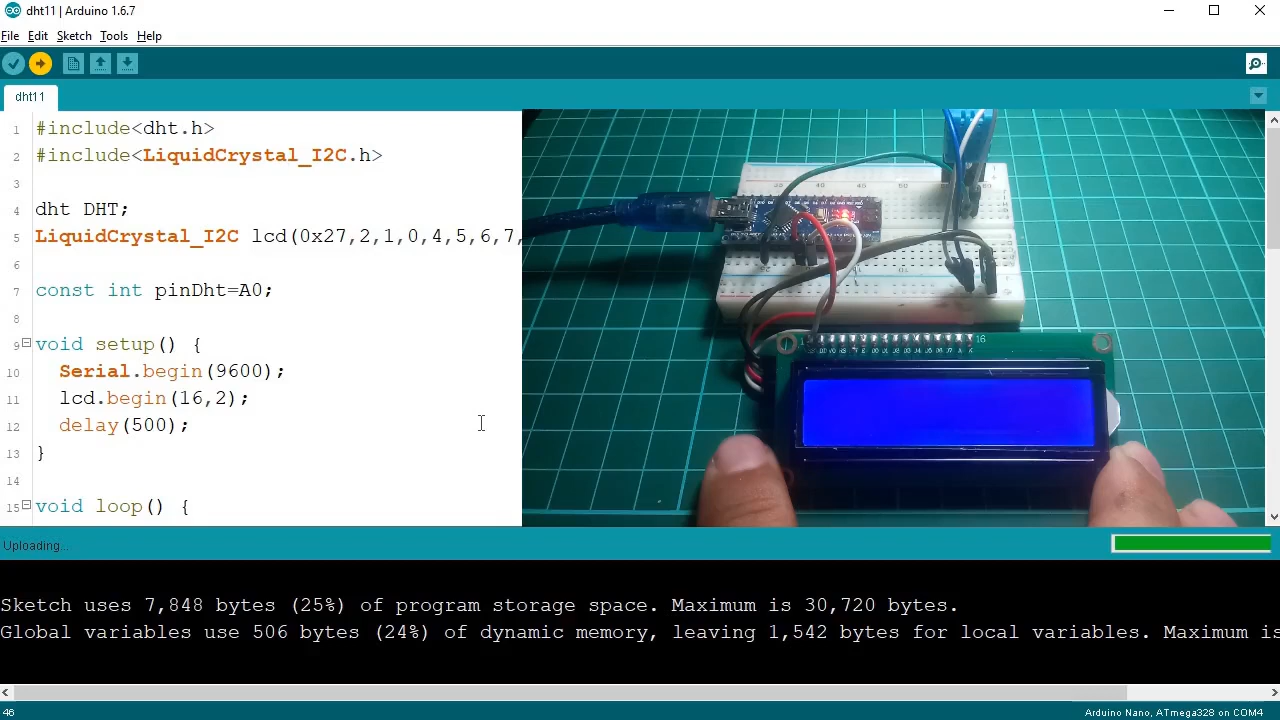 dht11 | Arduino 1.6.7
File Edit Sketch Tools Help
dht11
1 #include<dht.h>
2 #include<LiquidCrystal_I2C.h>
3
4 dht DHT;
5 LiquidCrystal_I2C lcd(0x27,2,1,0,4,5,6,7,
6
7 const int pinDht=A0;
8
9 void setup() {
10 Serial.begin(9600);
11 lcd.begin(16,2);
12 delay(500);
13 }
14
15 void loop() {
16
Uploading...
Sketch uses 7,848 bytes (25%) of program storage space. Maximum is 30,720 bytes.
Global variables use 506 bytes (24%) of dynamic memory, leaving 1,542 bytes for local variables. Maximum is
46 Arduino Nano, ATmega328 on COM4